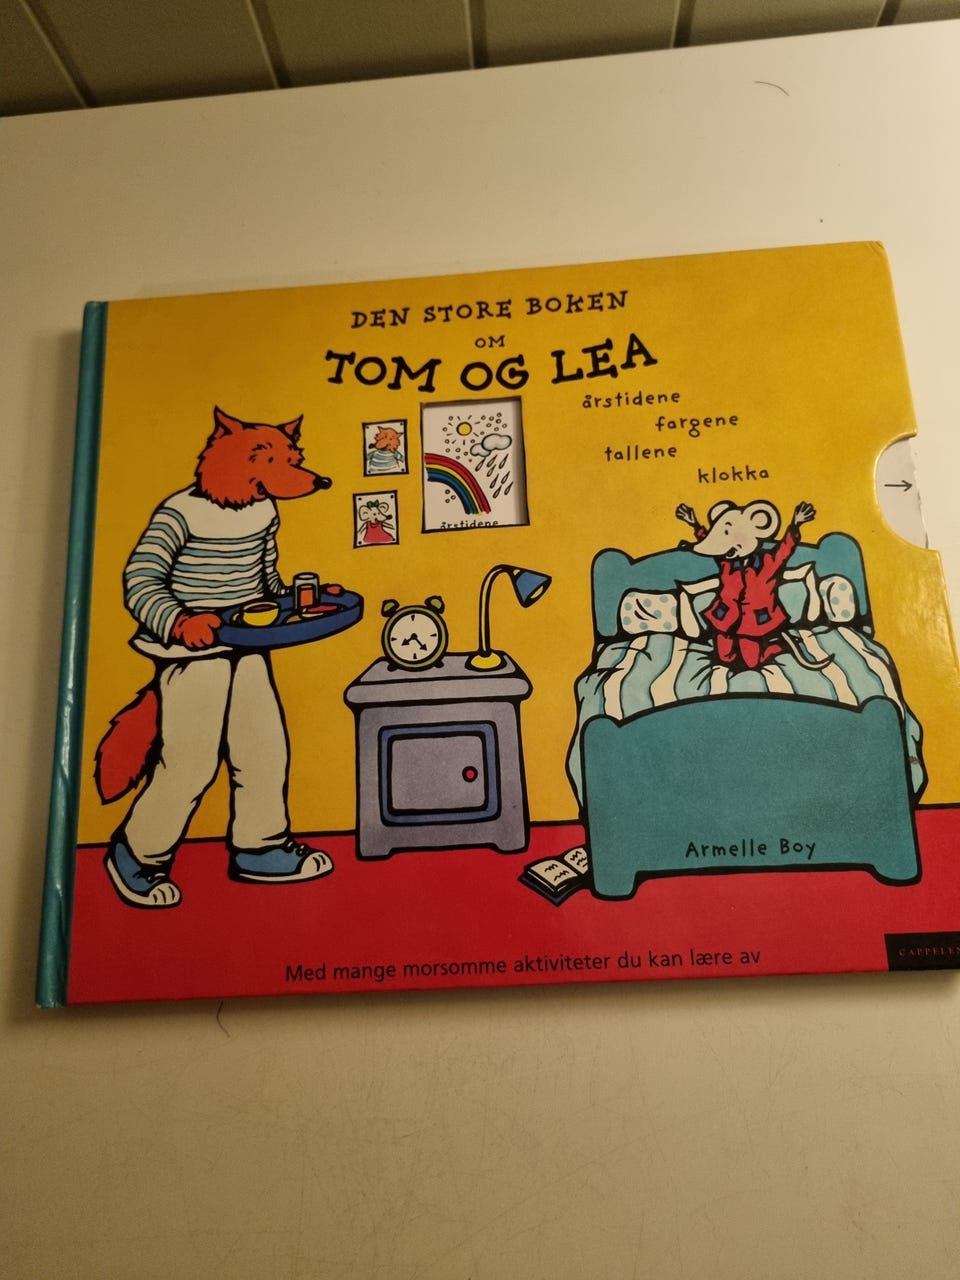 DEN STORE BOKEN
OM
TOM OG LEA
årstidene
fargene
tallene
klokka
årstidene
Armelle Boy
Med mange morsomme aktiviteter du kan lære av
CAPPELEN